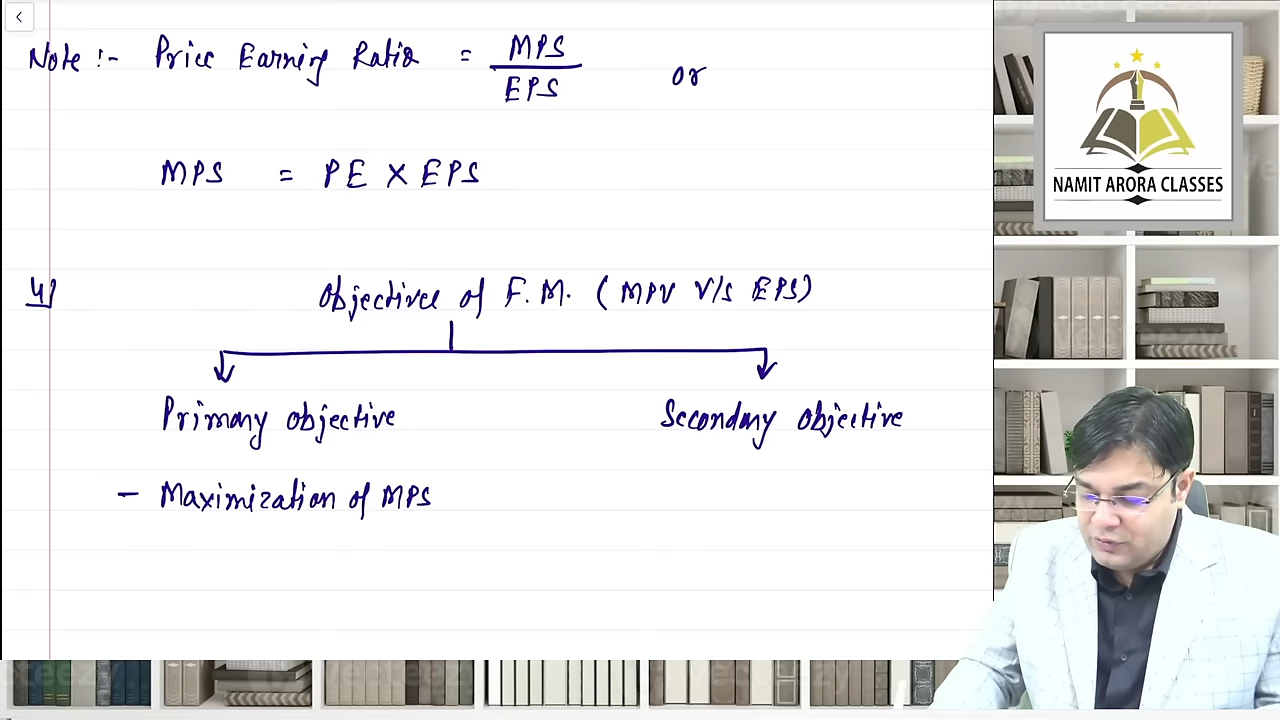 Note :- Price Earning Ratio = MPS / EPS or
MPS = PE X EPS
4] Objectives of F.M. ( MPV V/S EPS)
Primary objective Secondary objective
- Maximization of MPS
NAMIT ARORA CLASSES